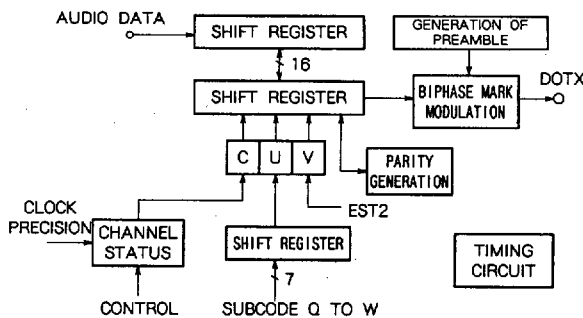 AUDIO DATA
SHIFT REGISTER
GENERATION OF
PREAMBLE
16
SHIFT REGISTER
BIPHASE MARK
MODULATION
DOTX
C U V
PARITY
GENERATION
EST2
CLOCK
PRECISION
CHANNEL
STATUS
SHIFT REGISTER
TIMING
CIRCUIT
7
CONTROL
SUBCODE Q TO W